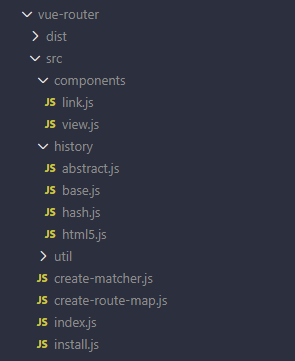 vue-router
dist
src
components
JS link.js
JS view.js
history
JS abstract.js
JS base.js
JS hash.js
JS html5.js
util
JS create-matcher.js
JS create-route-map.js
JS index.js
JS install.js